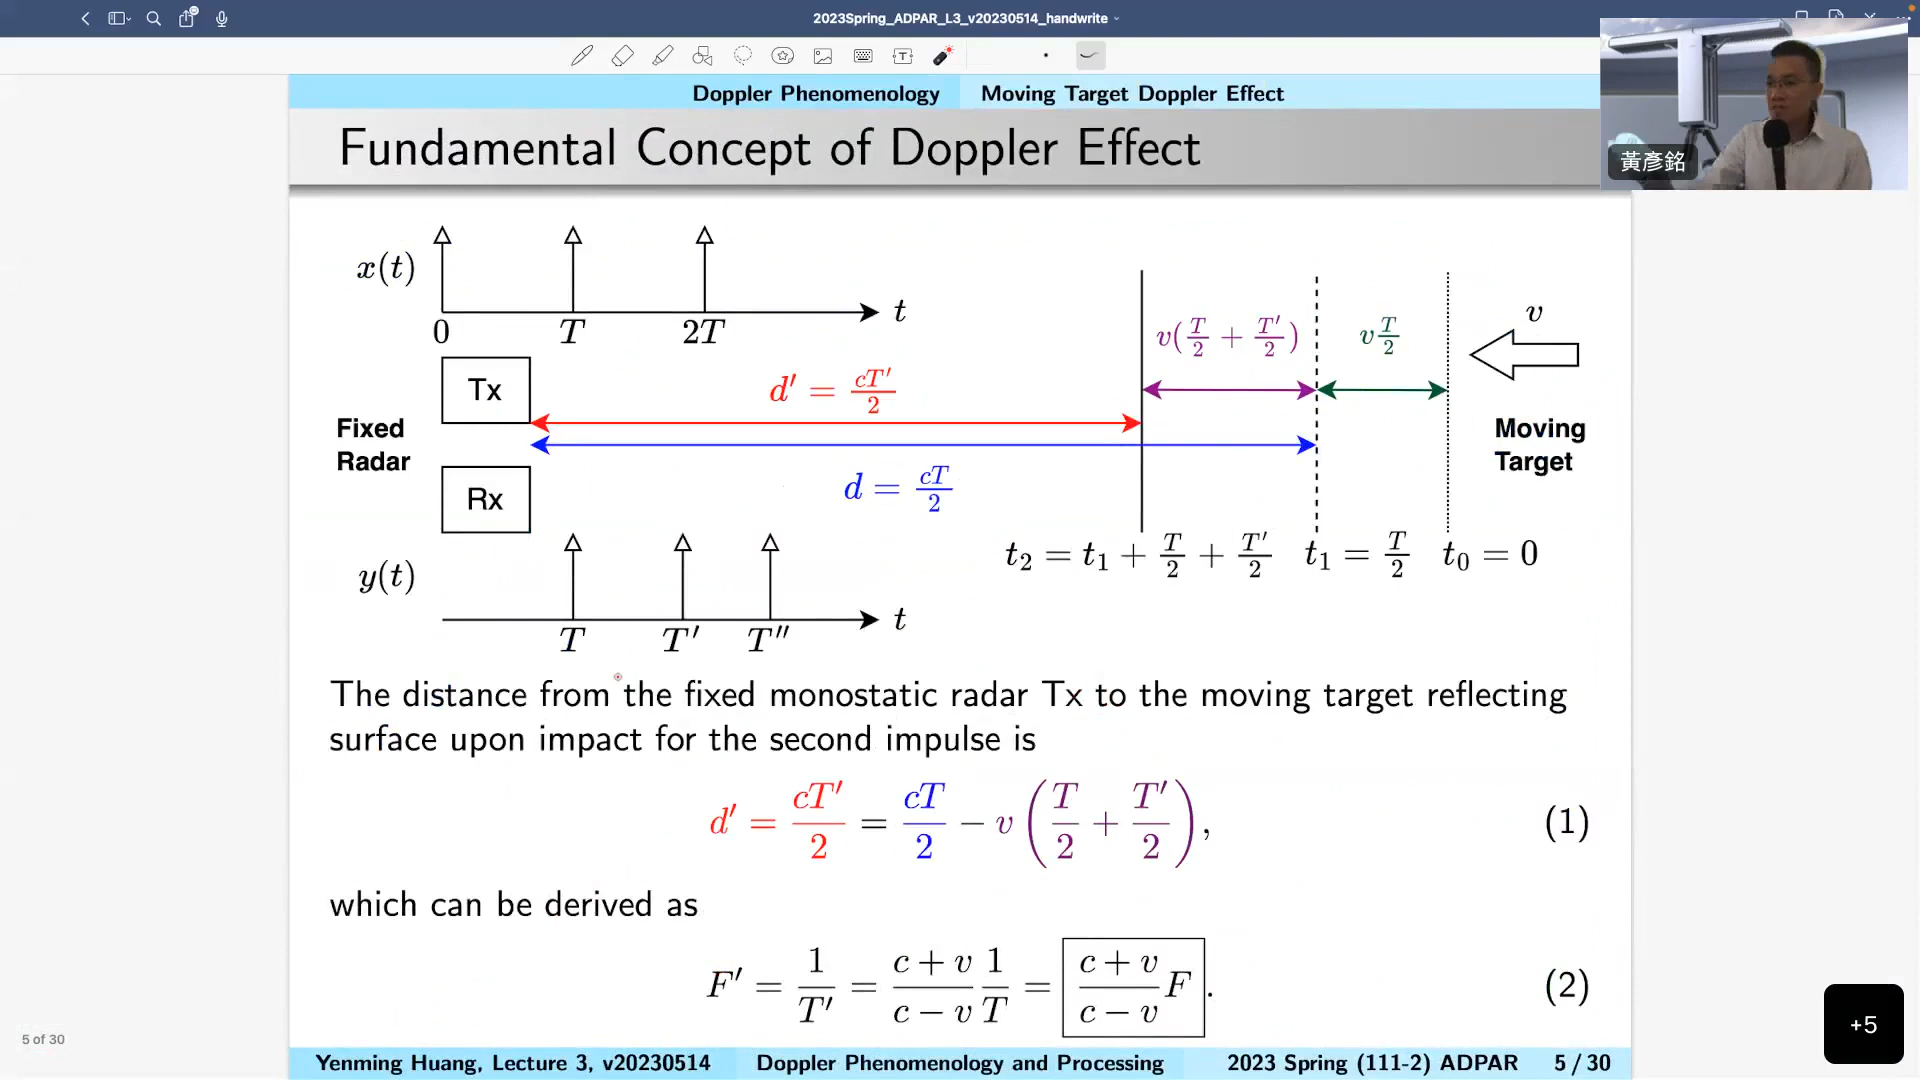 2023Spring_ADPAR_L3_v20230514_handwrite
Doppler Phenomenology Moving Target Doppler Effect
Fundamental Concept of Doppler Effect
黃彥銘
x(t)
0 T 2T t
Tx
Fixed
Radar
Rx
d′ = cT′/2
d = cT/2
v(T/2 + T′/2) vT/2
v
Moving
Target
t₂ = t₁ + T/2 + T′/2 t₁ = T/2 t₀ = 0
y(t)
T T′ T″ t
The distance from the fixed monostatic radar Tx to the moving target reflecting
surface upon impact for the second impulse is
d′ = cT′/2 = cT/2 − v(T/2 + T′/2), (1)
which can be derived as
F′ = 1/T′ = (c + v)/(c − v) 1/T = (c + v)/(c − v) F. (2)
5 of 30
+5
Yenming Huang, Lecture 3, v20230514 Doppler Phenomenology and Processing 2023 Spring (111-2) ADPAR 5 / 30